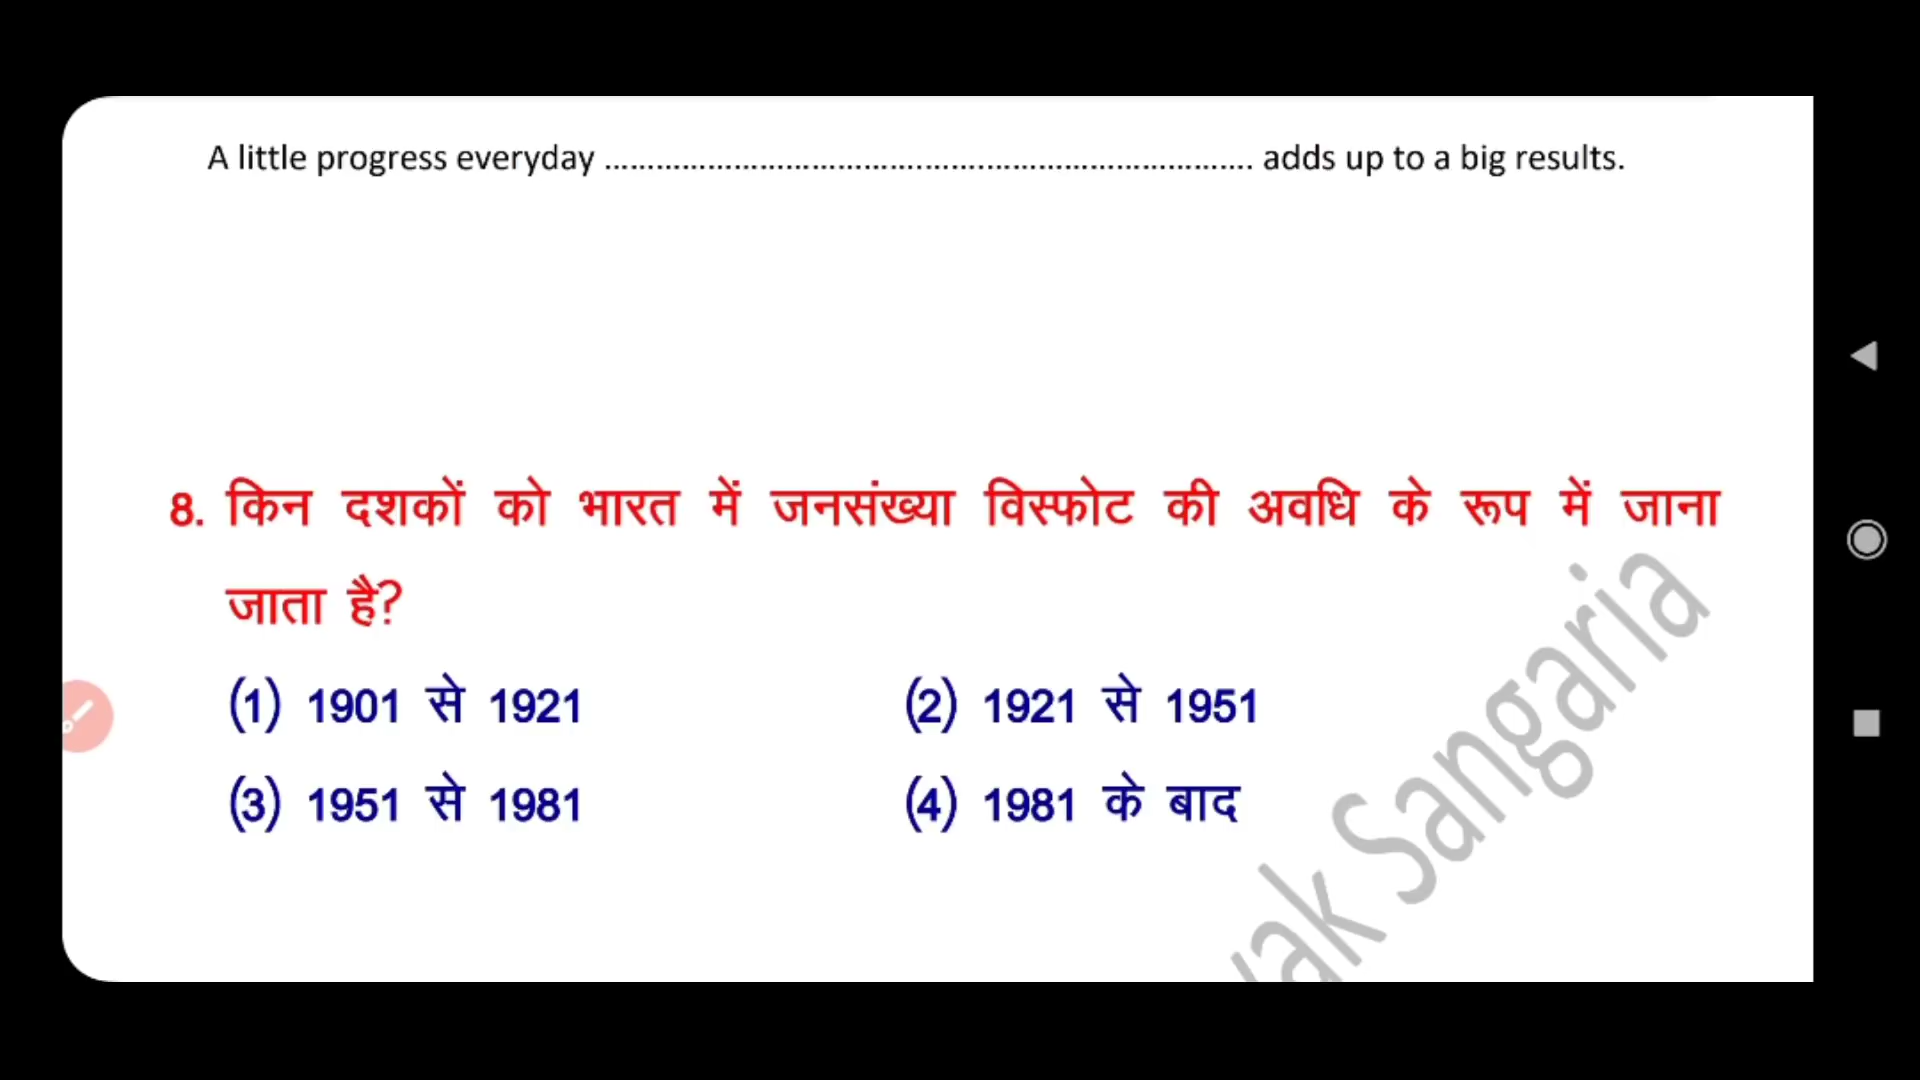 A little progress everyday ........................................................................... adds up to a big results.
8. किन दशकों को भारत में जनसंख्या विस्फोट की अवधि के रूप में जाना
जाता है?
(1) 1901 से 1921 (2) 1921 से 1951
(3) 1951 से 1981 (4) 1981 के बाद
Sangaria